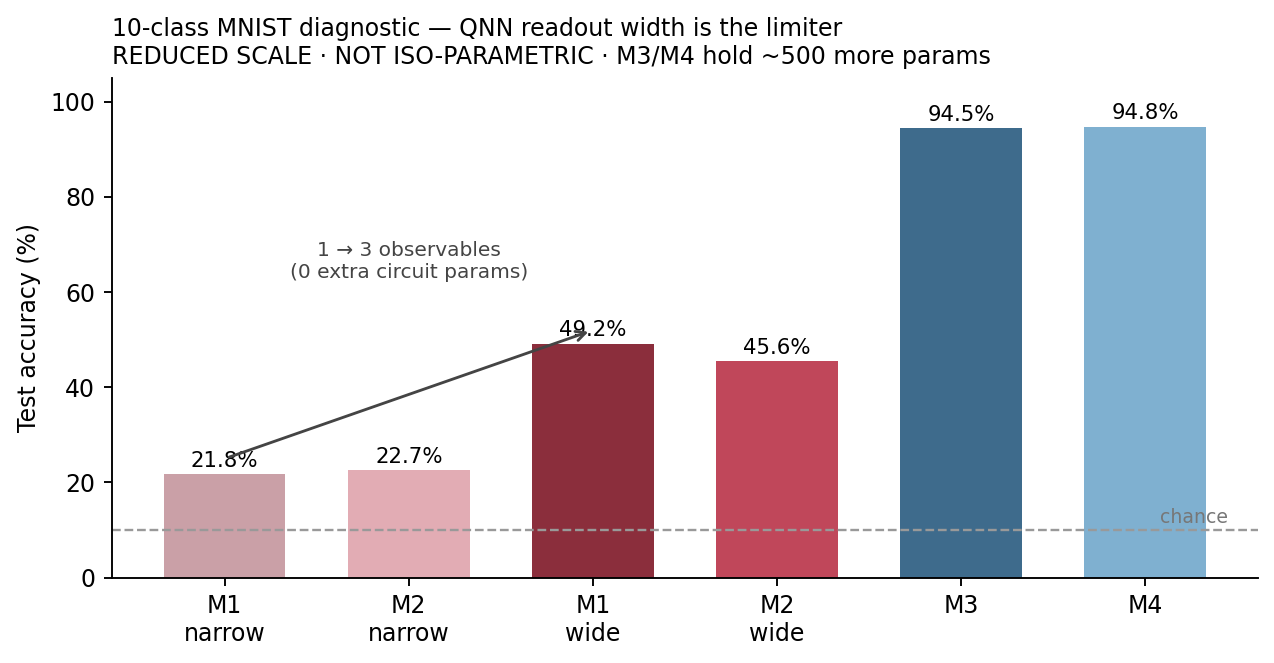 10-class MNIST diagnostic — QNN readout width is the limiter
REDUCED SCALE · NOT ISO-PARAMETRIC · M3/M4 hold ~500 more params
Test accuracy (%)
100
80
60
40
20
0
1 → 3 observables
(0 extra circuit params)
21.8%
22.7%
49.2%
45.6%
94.5%
94.8%
chance
M1
narrow
M2
narrow
M1
wide
M2
wide
M3
M4